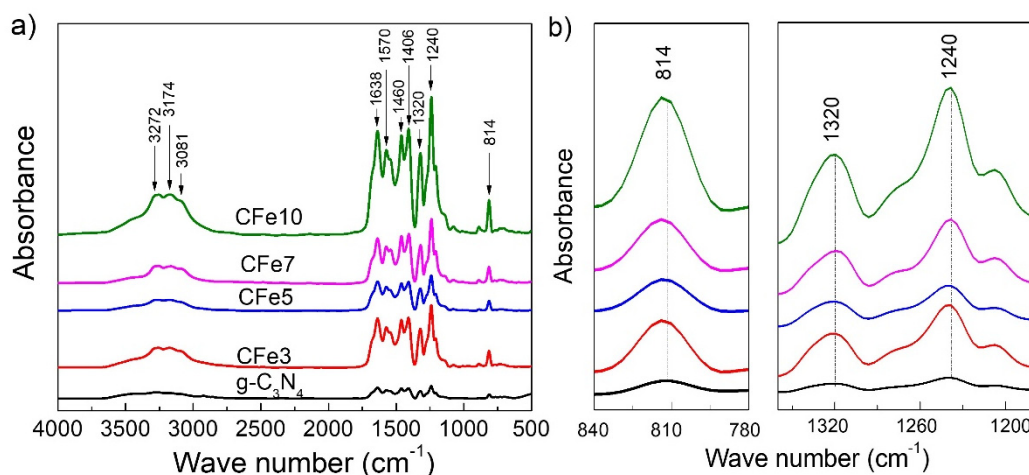 a)
Absorbance
3272
3174
3081
1638
1570
1460
1406
1320
1240
814
CFe10
CFe7
CFe5
CFe3
g-C₃N₄
4000 3500 3000 2500 2000 1500 1000 500
Wave number (cm⁻¹)
b)
Absorbance
814
1320
1240
840 810 780
1320 1260 1200
Wave number (cm⁻¹)